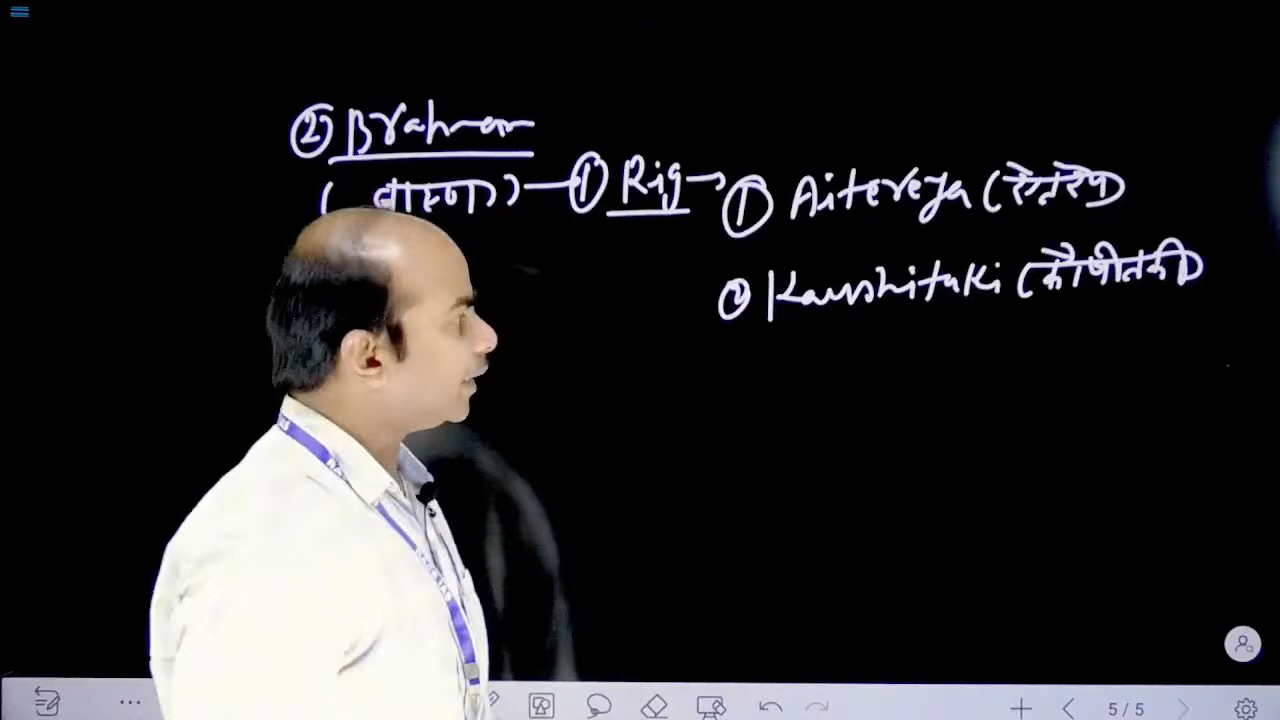 ② Brahman
(ब्राह्मण) — ① Rig → ① Aitereya (ऐतरेय)
② Kaushitaki (कौषीतकी)
5/5